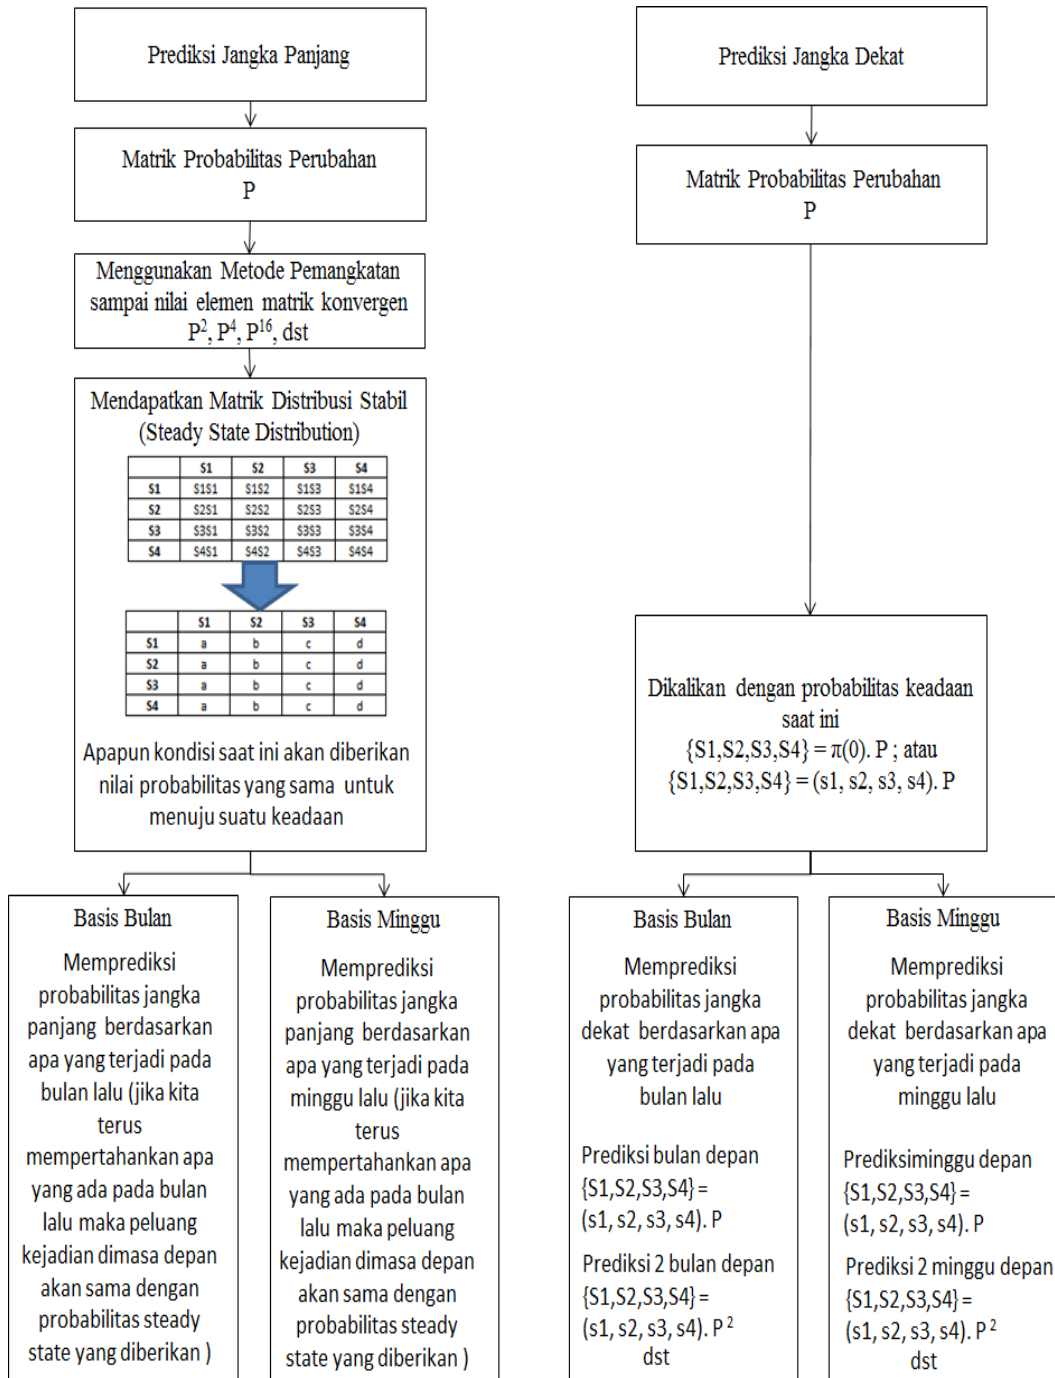 Prediksi Jangka Panjang
Matrik Probabilitas Perubahan
P
Menggunakan Metode Pemangkatan
sampai nilai elemen matrik konvergen
P², P⁴, P¹⁶, dst
Mendapatkan Matrik Distribusi Stabil
(Steady State Distribution)
S1 S2 S3 S4
S1 S1S1 S1S2 S1S3 S1S4
S2 S2S1 S2S2 S2S3 S2S4
S3 S3S1 S3S2 S3S3 S3S4
S4 S4S1 S4S2 S4S3 S4S4
S1 S2 S3 S4
S1 a b c d
S2 a b c d
S3 a b c d
S4 a b c d
Apapun kondisi saat ini akan diberikan
nilai probabilitas yang sama untuk
menuju suatu keadaan
Basis Bulan
Memprediksi
probabilitas jangka
panjang berdasarkan
apa yang terjadi pada
bulan lalu (jika kita
terus
mempertahankan apa
yang ada pada bulan
lalu maka peluang
kejadian dimasa depan
akan sama dengan
probabilitas steady
state yang diberikan )
Basis Minggu
Memprediksi
probabilitas jangka
panjang berdasarkan
apa yang terjadi pada
minggu lalu (jika kita
terus
mempertahankan apa
yang ada pada bulan
lalu maka peluang
kejadian dimasa depan
akan sama dengan
probabilitas steady
state yang diberikan )
Prediksi Jangka Dekat
Matrik Probabilitas Perubahan
P
Dikalikan dengan probabilitas keadaan
saat ini
{S1,S2,S3,S4} = π(0). P ; atau
{S1,S2,S3,S4} = (s1, s2, s3, s4). P
Basis Bulan
Memprediksi
probabilitas jangka
dekat berdasarkan apa
yang terjadi pada
bulan lalu
Prediksi bulan depan
{S1,S2,S3,S4} =
(s1, s2, s3, s4). P
Prediksi 2 bulan depan
{S1,S2,S3,S4} =
(s1, s2, s3, s4). P ²
dst
Basis Minggu
Memprediksi
probabilitas jangka
dekat berdasarkan apa
yang terjadi pada
minggu lalu
Prediksiminggu depan
{S1,S2,S3,S4} =
(s1, s2, s3, s4). P
Prediksi 2 minggu depan
{S1,S2,S3,S4} =
(s1, s2, s3, s4). P ²
dst